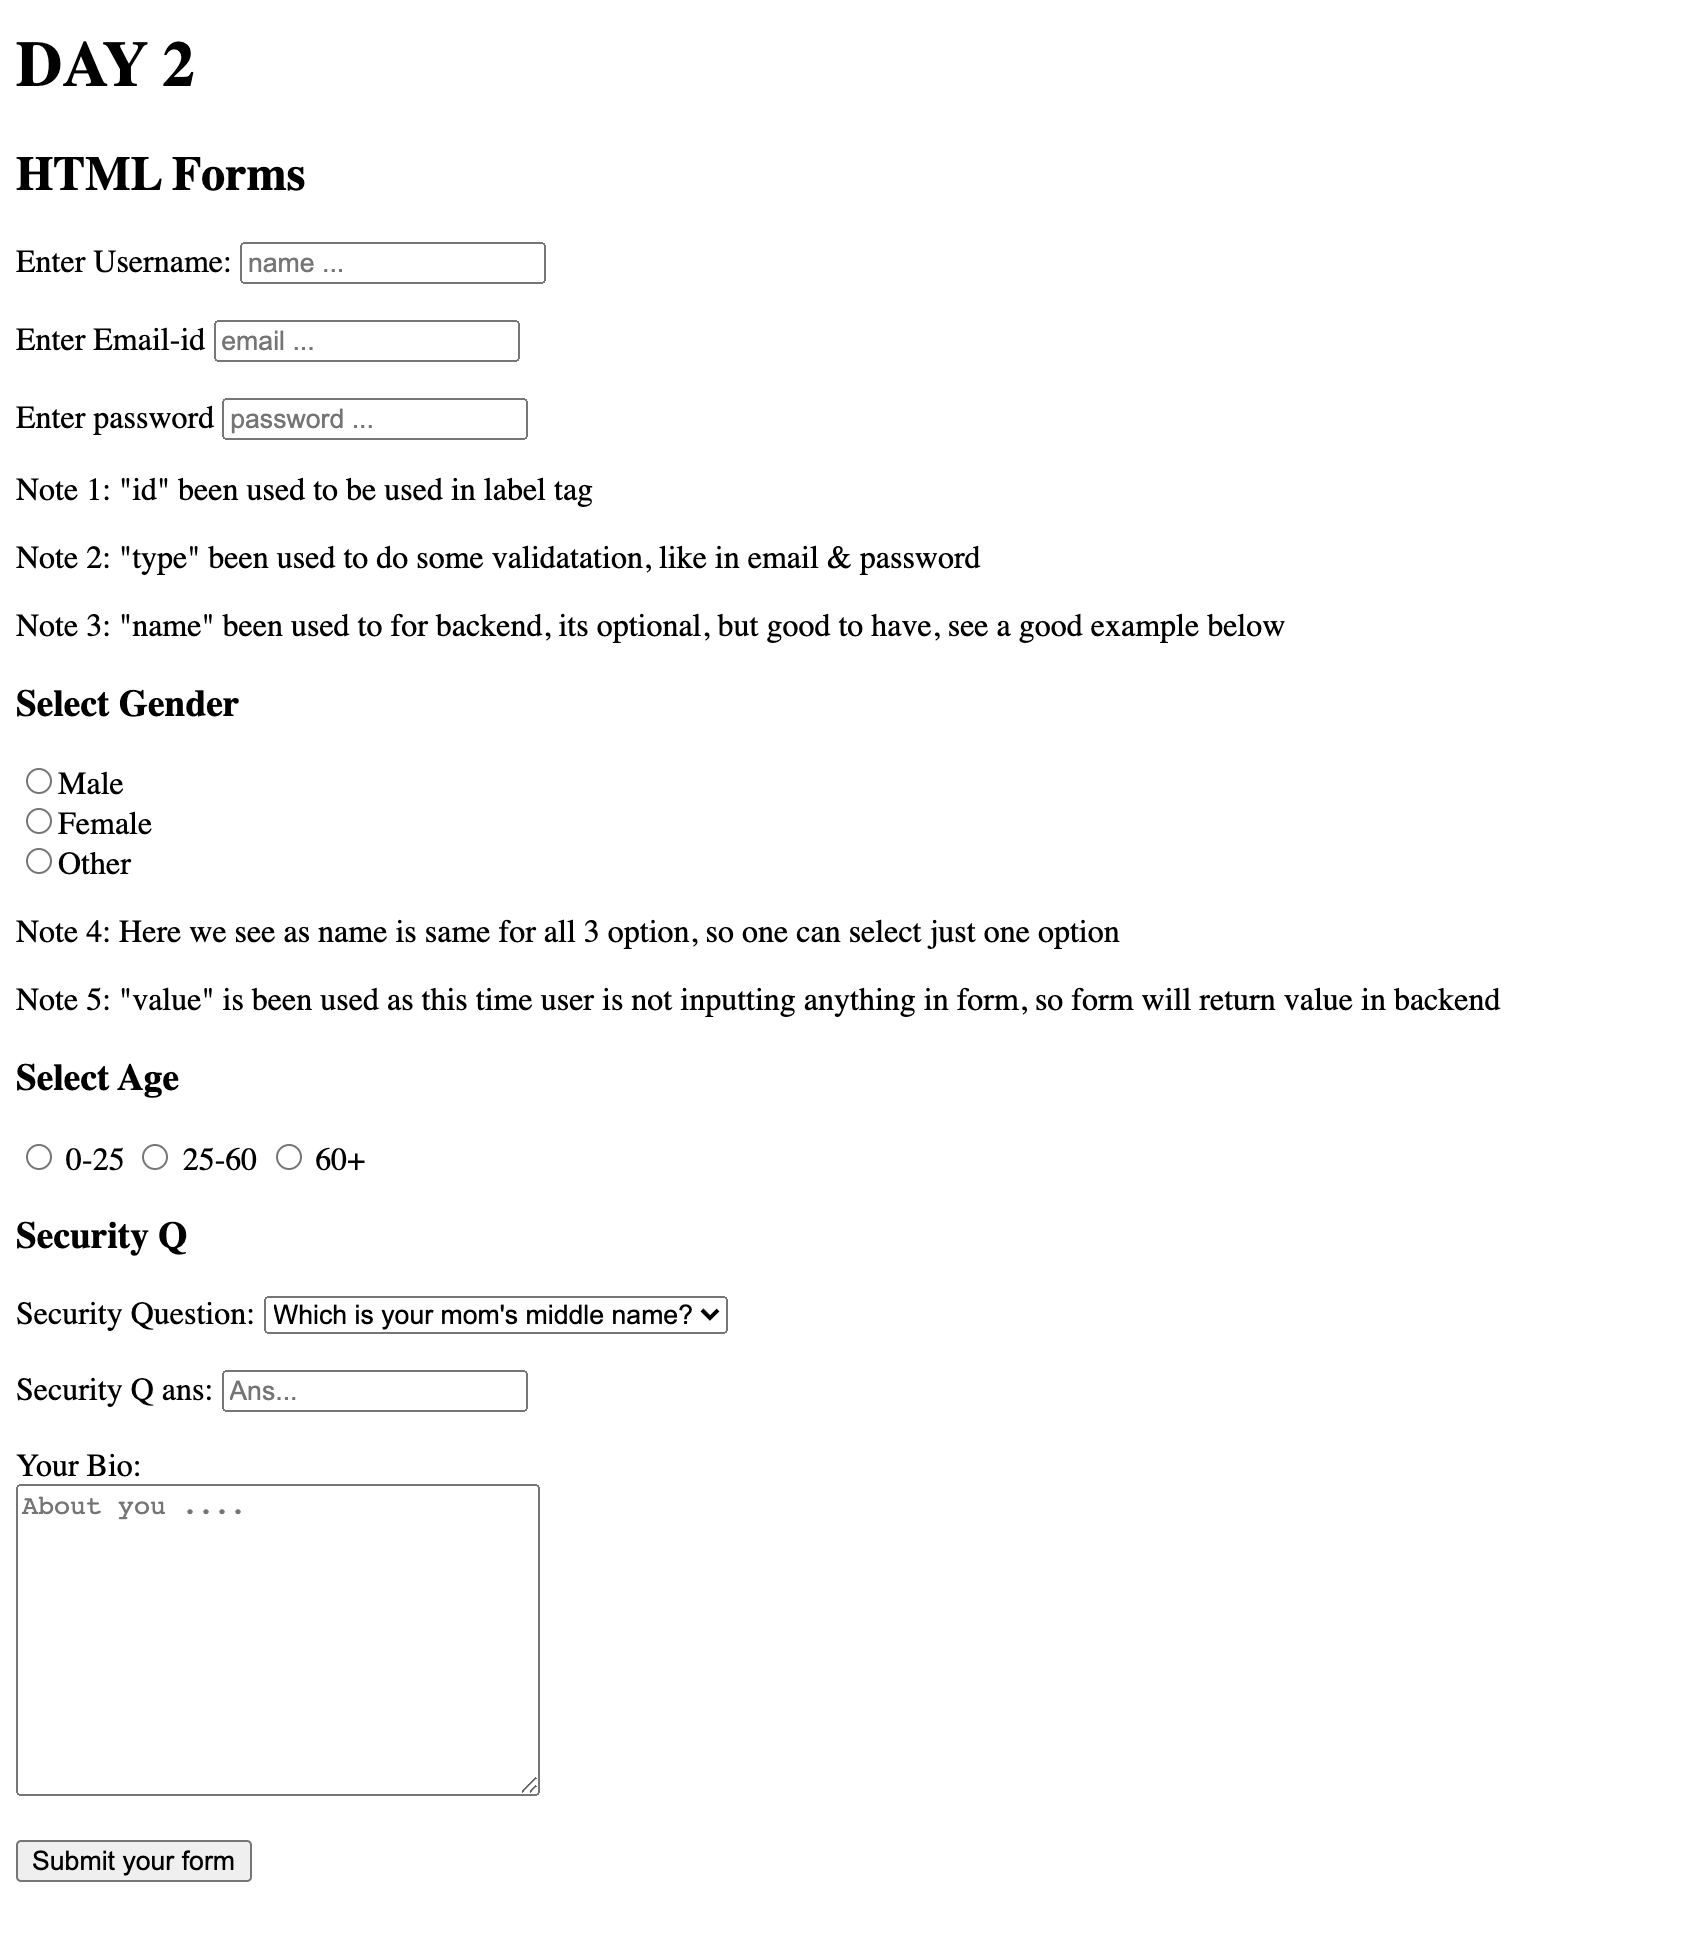 DAY 2
HTML Forms
Enter Username: name ...
Enter Email-id email ...
Enter password password ...
Note 1: "id" been used to be used in label tag
Note 2: "type" been used to do some validatation, like in email & password
Note 3: "name" been used to for backend, its optional, but good to have, see a good example below
Select Gender
Male
Female
Other
Note 4: Here we see as name is same for all 3 option, so one can select just one option
Note 5: "value" is been used as this time user is not inputting anything in form, so form will return value in backend
Select Age
0-25 25-60 60+
Security Q
Security Question: Which is your mom's middle name?
Security Q ans: Ans...
Your Bio:
About you ....
Submit your form